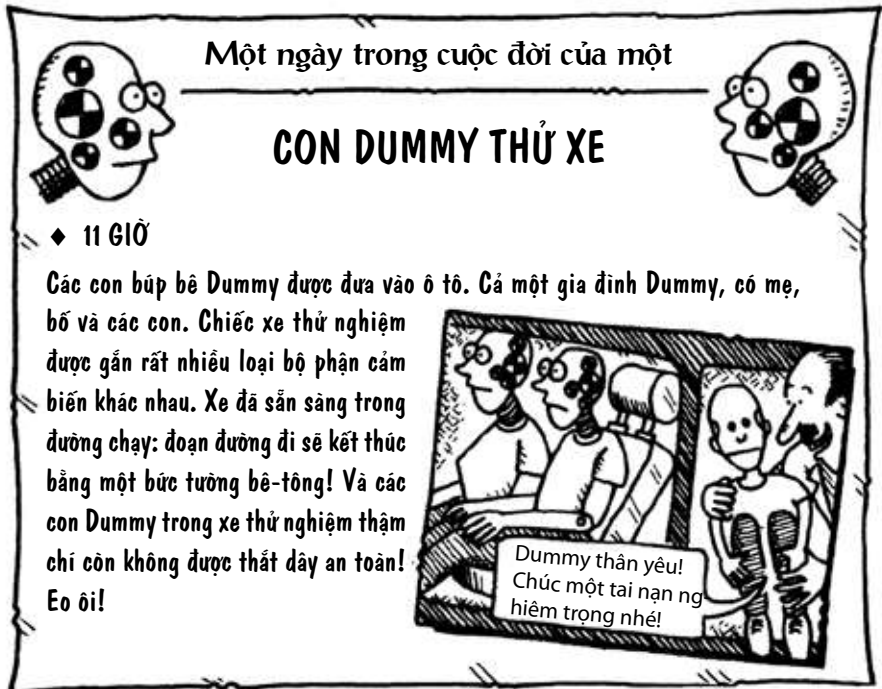 Một ngày trong cuộc đời của một
CON DUMMY THỬ XE
♦ 11 GIỜ
Các con búp bê Dummy được đưa vào ô tô. Cả một gia đình Dummy, có mẹ,
bố và các con. Chiếc xe thử nghiệm
được gắn rất nhiều loại bộ phận cảm
biến khác nhau. Xe đã sẵn sàng trong
đường chạy: đoạn đường đi sẽ kết thúc
bằng một bức tường bê-tông! Và các
con Dummy trong xe thử nghiệm thậm
chí còn không được thắt dây an toàn!
Eo ôi!
Dummy thân yêu!
Chúc một tai nạn ng
hiêm trọng nhé!